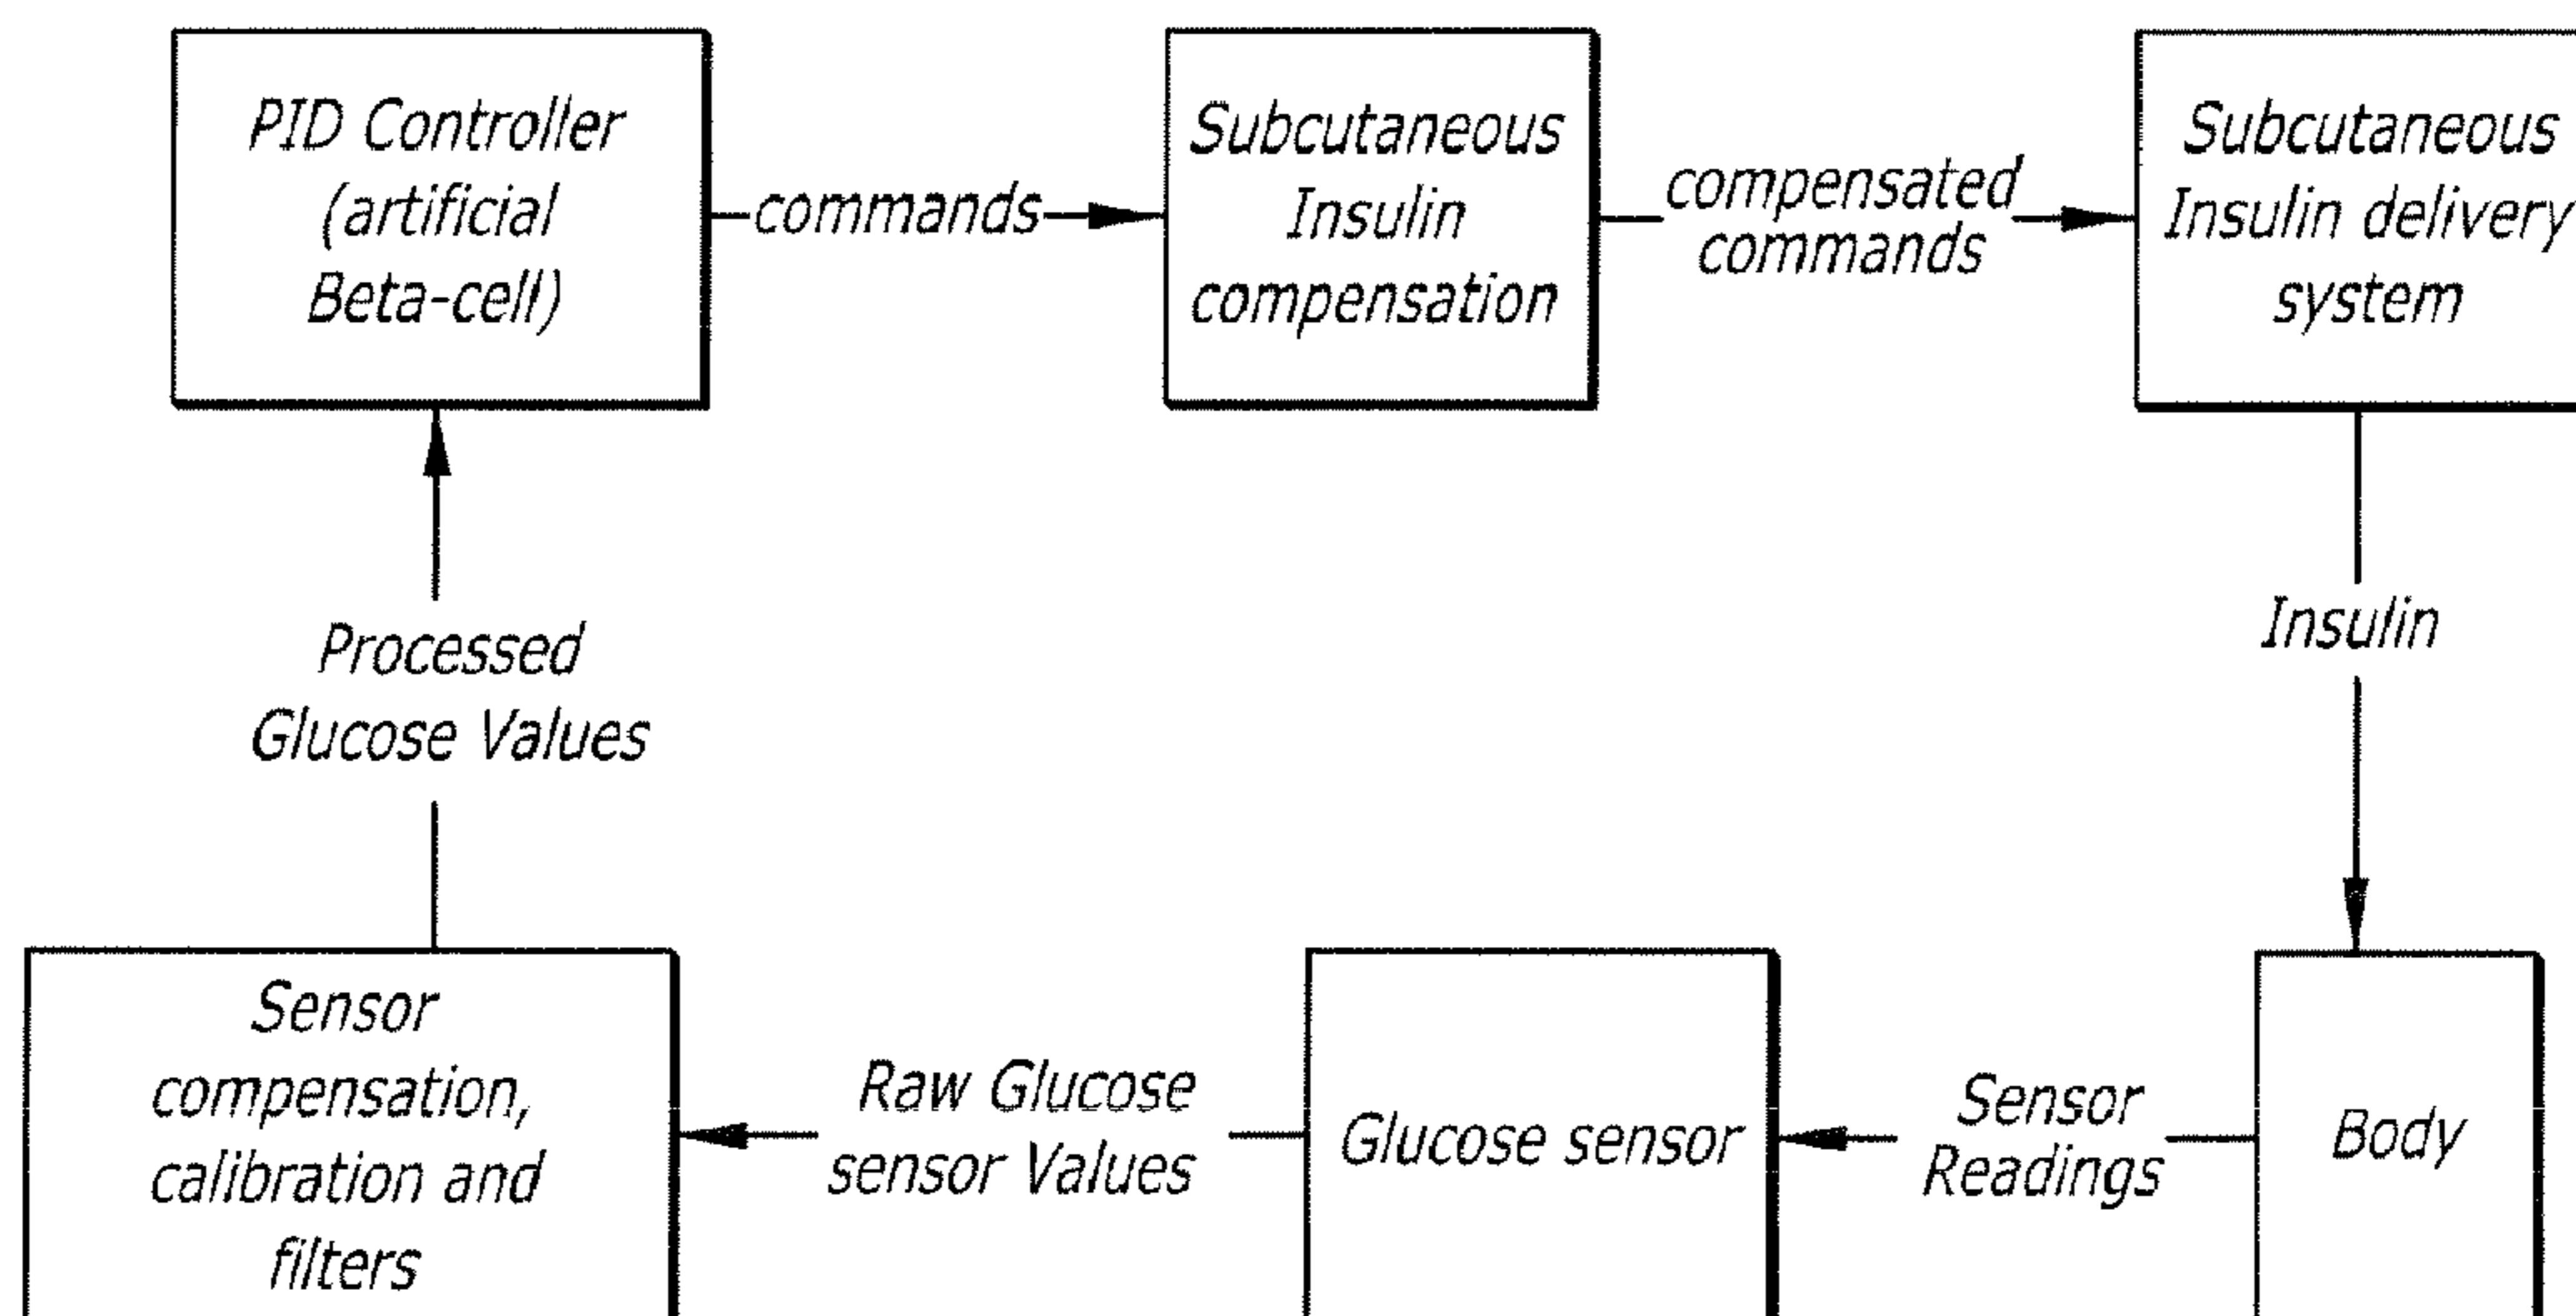 PID Controller
(artificial
Beta-cell)
commands
Subcutaneous
Insulin
compensation
compensated
commands
Subcutaneous
Insulin delivery
system
Processed
Glucose Values
Insulin
Sensor
compensation,
calibration and
filters
Raw Glucose
sensor Values
Glucose sensor
Sensor
Readings
Body